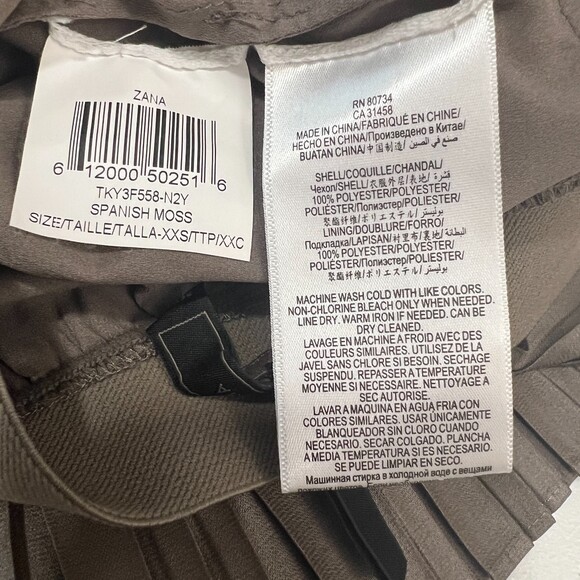 ZANA
6 12000 50251 6
TKY3F558-N2Y
SPANISH MOSS
SIZE/TAILLE/TALLA-XXS/TTP/XXC
RN 80734
CA 31458
MADE IN CHINA/FABRIQUÉ EN CHINE/
HECHO EN CHINA/Произведено в Китае/
BUATAN CHINA/中国制造/ صنع في الصين
SHELL/COQUILLE/CHANDAL/
Чехол/SHELL/衣服外层/表地/ قشرة
100% POLYESTER/POLYESTER/
POLIÉSTER/Полиэстер/POLIESTER/
聚酯纤维/ポリエステル/ بوليستر
LINING/DOUBLURE/FORRO/
Подкладка/LAPISAN/衬里布/裏地/ البطانة
100% POLYESTER/POLYESTER/
POLIÉSTER/Полиэстер/POLIESTER/
聚酯纤维/ポリエステル/ بوليستر
MACHINE WASH COLD WITH LIKE COLORS.
NON-CHLORINE BLEACH ONLY WHEN NEEDED.
LINE DRY. WARM IRON IF NEEDED. CAN BE
DRY CLEANED.
LAVAGE EN MACHINE A FROID AVEC DES
COULEURS SIMILAIRES. UTILISEZ DE LA
JAVEL SANS CHLORE SI BESOIN. SECHAGE
SUSPENDU. REPASSER A TEMPERATURE
MOYENNE SI NECESSAIRE. NETTOYAGE A
SEC AUTORISE.
LAVAR A MAQUINA EN AGUA FRIA CON
COLORES SIMILARES. USAR ÚNICAMENTE
BLANQUEADOR SIN CLORO CUANDO
NECESARIO. SECAR COLGADO. PLANCHA
A MEDIA TEMPERATURA SI ES NECESARIO.
SE PUEDE LIMPIAR EN SECO.
Машинная стирка в холодной воде с вещами